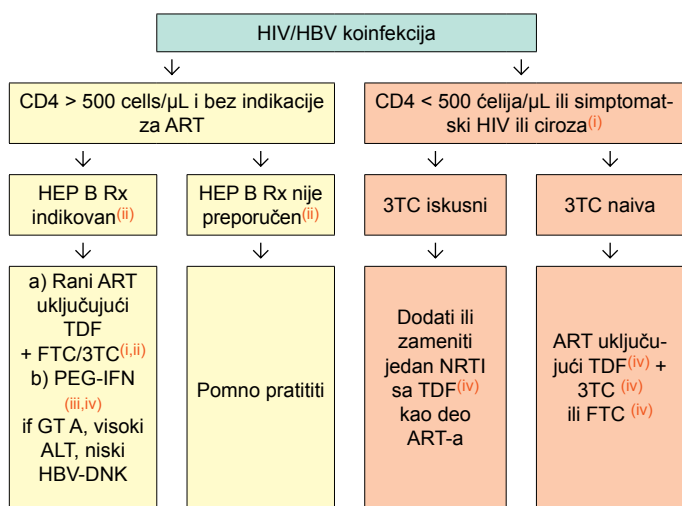 HIV/HBV koinfekcija
CD4 > 500 cells/µL i bez indikacije
za ART
CD4 < 500 ćelija/µL ili simptomat-
ski HIV ili ciroza(i)
HEP B Rx
indikovan(ii)
HEP B Rx nije
preporučen(ii)
3TC iskusni
3TC naiva
a) Rani ART
uključujući
TDF
+ FTC/3TC(i,ii)
b) PEG-IFN
(iii,iv)
if GT A, visoki
ALT, niski
HBV-DNK
Pomno pratititi
Dodati ili
zameniti
jedan NRTI
sa TDF(iv)
kao deo
ART-a
ART uključu-
jući TDF(iv) +
3TC (iv)
ili FTC (iv)